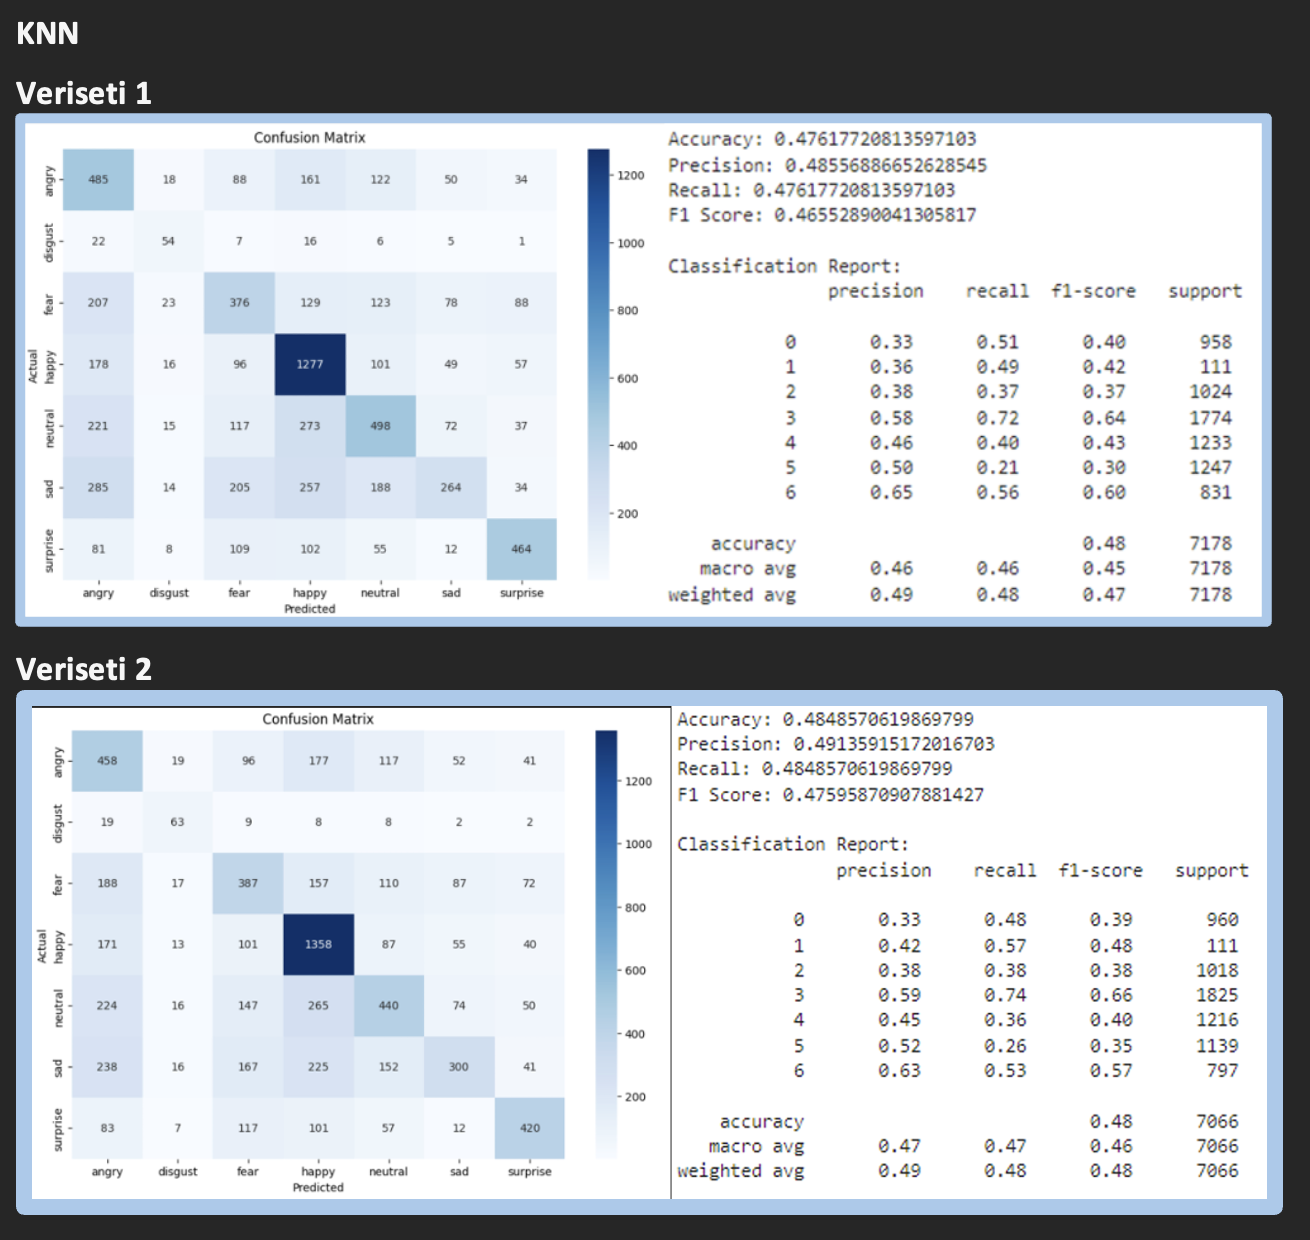 KNN
Veriseti 1
Confusion Matrix
angry 485 18 88 161 122 50 34
disgust 22 54 7 16 6 5 1
fear 207 23 376 129 123 78 88
happy 178 16 96 1277 101 49 57
neutral 221 15 117 273 498 72 37
sad 285 14 205 257 188 264 34
surprise 81 8 109 102 55 12 464
Actual
angry disgust fear happy neutral sad surprise
Predicted
1200
1000
800
600
400
200
Accuracy: 0.47617720813597103
Precision: 0.48556886652628545
Recall: 0.47617720813597103
F1 Score: 0.46552890041305817
Classification Report:
precision recall f1-score support
0 0.33 0.51 0.40 958
1 0.36 0.49 0.42 111
2 0.38 0.37 0.37 1024
3 0.58 0.72 0.64 1774
4 0.46 0.40 0.43 1233
5 0.50 0.21 0.30 1247
6 0.65 0.56 0.60 831
accuracy 0.48 7178
macro avg 0.46 0.46 0.45 7178
weighted avg 0.49 0.48 0.47 7178
Veriseti 2
Confusion Matrix
angry 458 19 96 177 117 52 41
disgust 19 63 9 8 8 2 2
fear 188 17 387 157 110 87 72
happy 171 13 101 1358 87 55 40
neutral 224 16 147 265 440 74 50
sad 238 16 167 225 152 300 41
surprise 83 7 117 101 57 12 420
Actual
angry disgust fear happy neutral sad surprise
Predicted
1200
1000
800
600
400
200
Accuracy: 0.4848570619869799
Precision: 0.49135915172016703
Recall: 0.4848570619869799
F1 Score: 0.47595870907881427
Classification Report:
precision recall f1-score support
0 0.33 0.48 0.39 960
1 0.42 0.57 0.48 111
2 0.38 0.38 0.38 1018
3 0.59 0.74 0.66 1825
4 0.45 0.36 0.40 1216
5 0.52 0.26 0.35 1139
6 0.63 0.53 0.57 797
accuracy 0.48 7066
macro avg 0.47 0.47 0.46 7066
weighted avg 0.49 0.48 0.48 7066